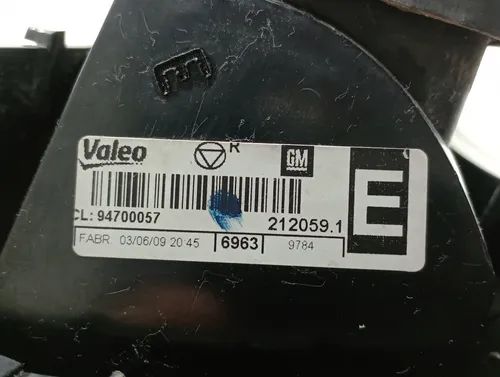 E
Valeo
R
GM
CL: 94700057
212059.1
E
FABR. 03/06/09 20:45
6963
9784